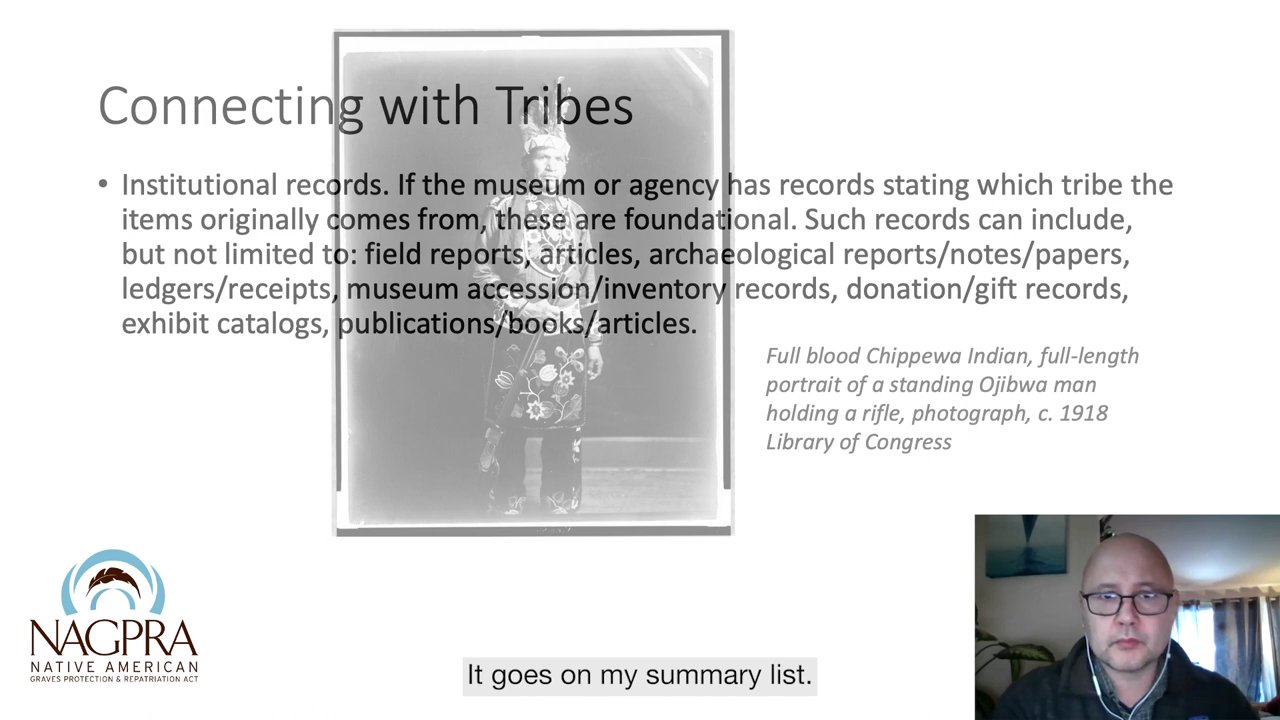 Connecting with Tribes
• Institutional records. If the museum or agency has records stating which tribe the
items originally comes from, these are foundational. Such records can include,
but not limited to: field reports, articles, archaeological reports/notes/papers,
ledgers/receipts, museum accession/inventory records, donation/gift records,
exhibit catalogs, publications/books/articles.
Full blood Chippewa Indian, full-length
portrait of a standing Ojibwa man
holding a rifle, photograph, c. 1918
Library of Congress
NAGPRA
NATIVE AMERICAN
GRAVES PROTECTION & REPATRIATION ACT
It goes on my summary list.